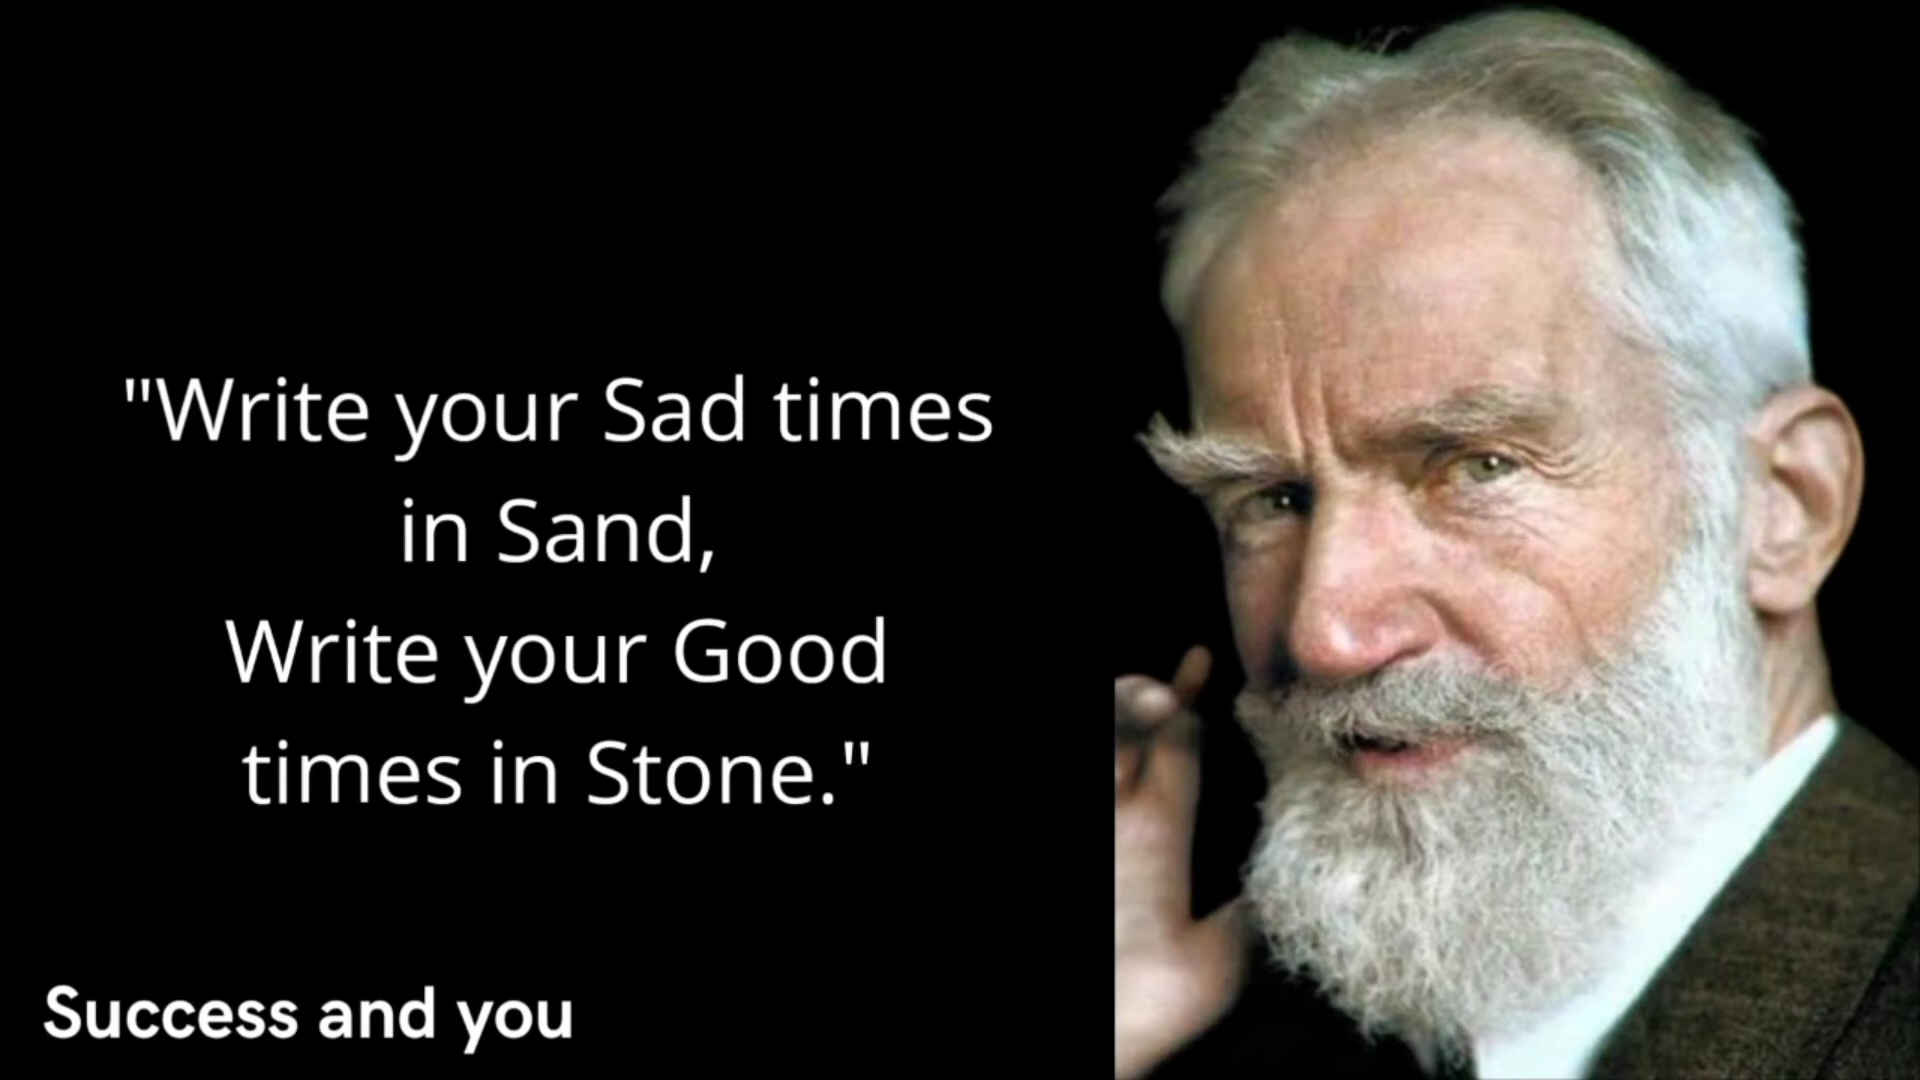 "Write your Sad times
in Sand,
Write your Good
times in Stone."
Success and you